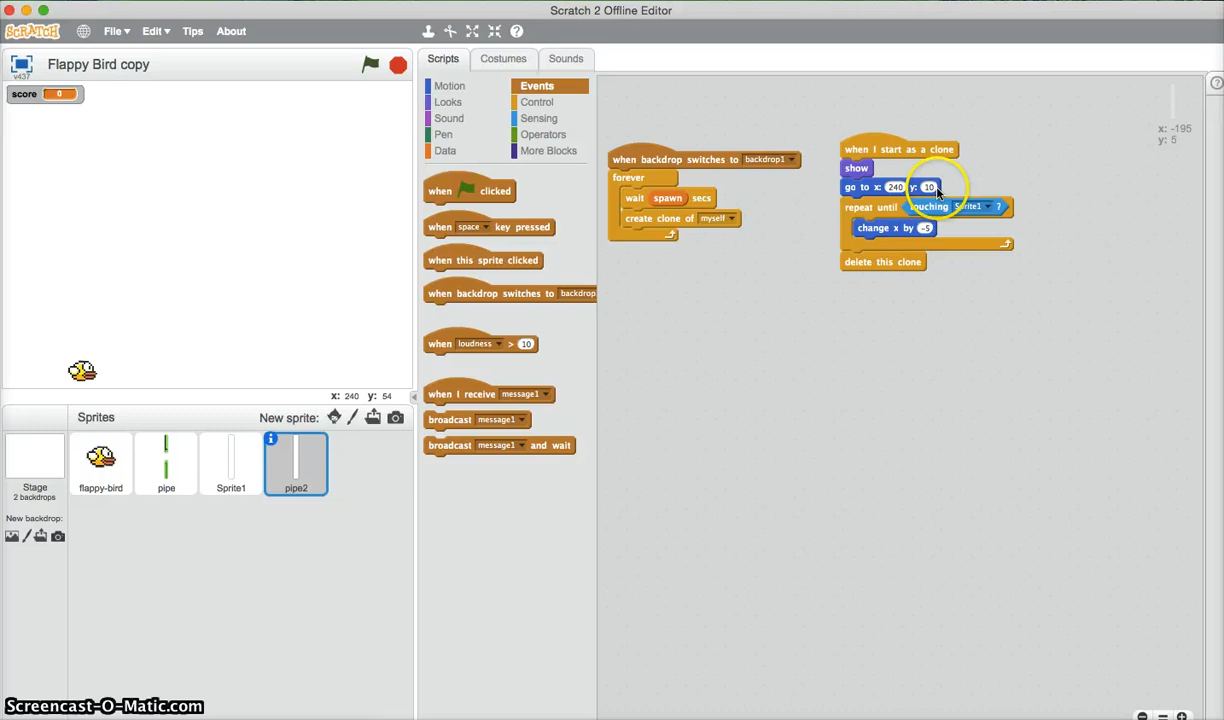 Scratch 2 Offline Editor
SCRATCH File Edit Tips About
v437 Flappy Bird copy
score 0
Scripts Costumes Sounds
Motion Events
Looks Control
Sound Sensing
Pen Operators
Data More Blocks
when clicked
when space key pressed
when this sprite clicked
when backdrop switches to backdrop
when loudness > 10
when I receive message1
broadcast message1
broadcast message1 and wait
when backdrop switches to backdrop1
forever
wait spawn secs
create clone of myself
when I start as a clone
show
go to x: 240 y: 10
repeat until touching Sprite1 ?
change x by -5
delete this clone
x: -195
y: 5
x: 240 y: 54
Sprites New sprite:
Stage
2 backdrops
New backdrop:
flappy-bird pipe Sprite1 pipe2
Screencast-O-Matic.com